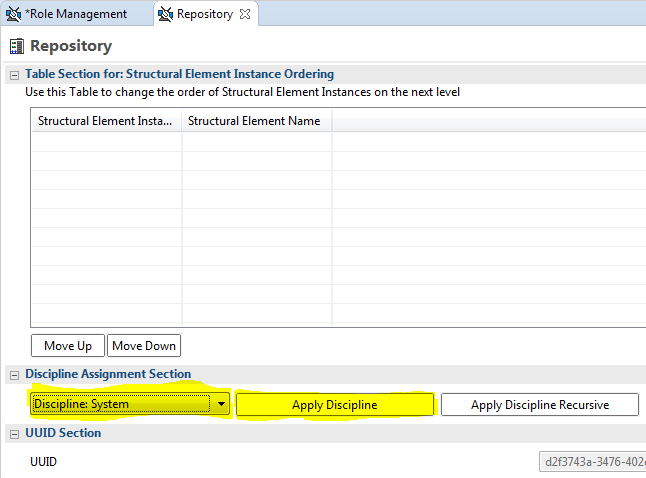 *Role Management Repository
Repository
Table Section for: Structural Element Instance Ordering
Use this Table to change the order of Structural Element Instances on the next level
Structural Element Insta... Structural Element Name
Move Up Move Down
Discipline Assignment Section
Discipline: System Apply Discipline Apply Discipline Recursive
UUID Section
UUID d2f3743a-3476-402